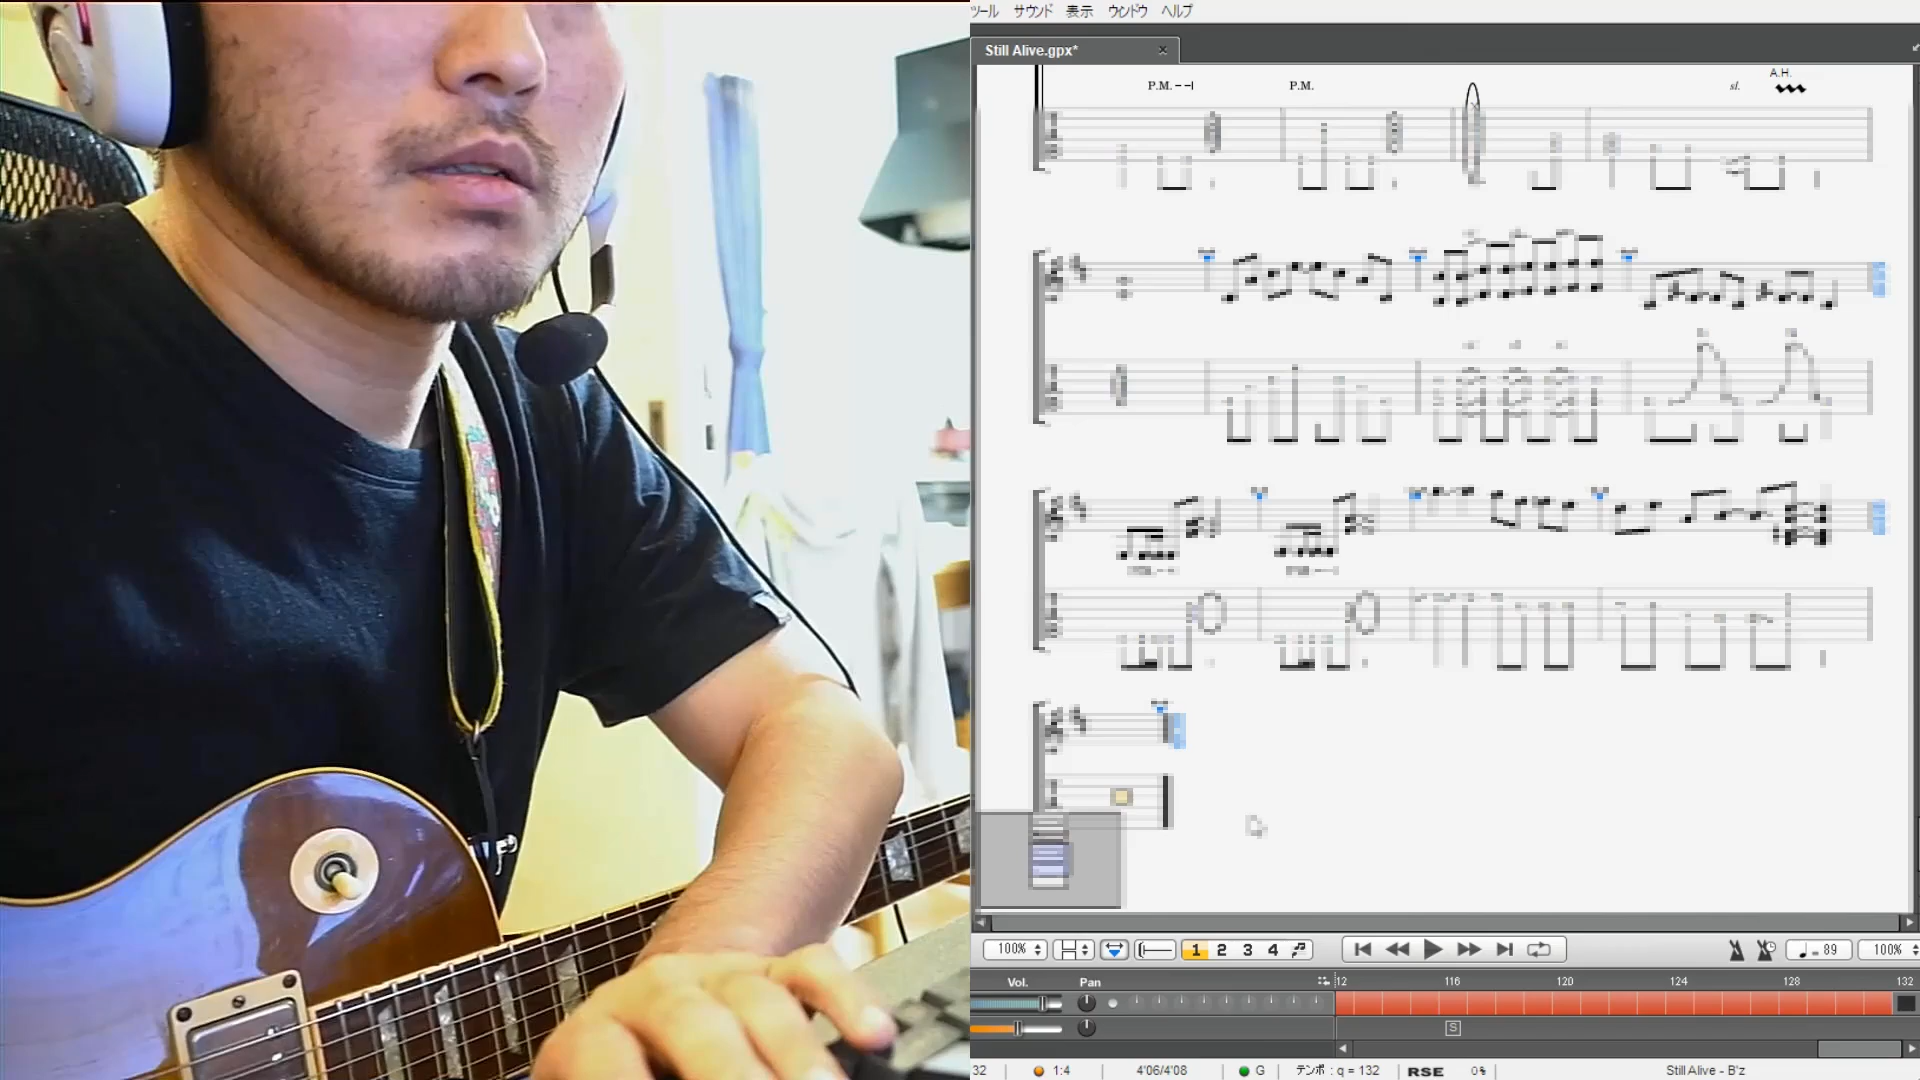 ツール サウンド 表示 ウィンドウ ヘルプ
Still Alive.gpx*
P.M. P.M. sl. A.H.
100% 1 2 3 4 = 89 100%
Vol. Pan 12 116 120 124 128 132
S
32 1:4 4'06/4'08 G テンポ : q = 132 RSE 0% Still Alive - B'z